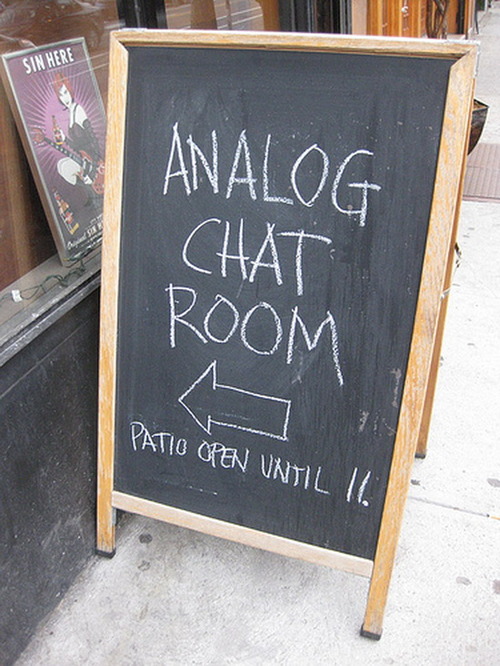 SIN HERE
ANALOG
CHAT
ROOM
PATIO OPEN UNTIL 11.